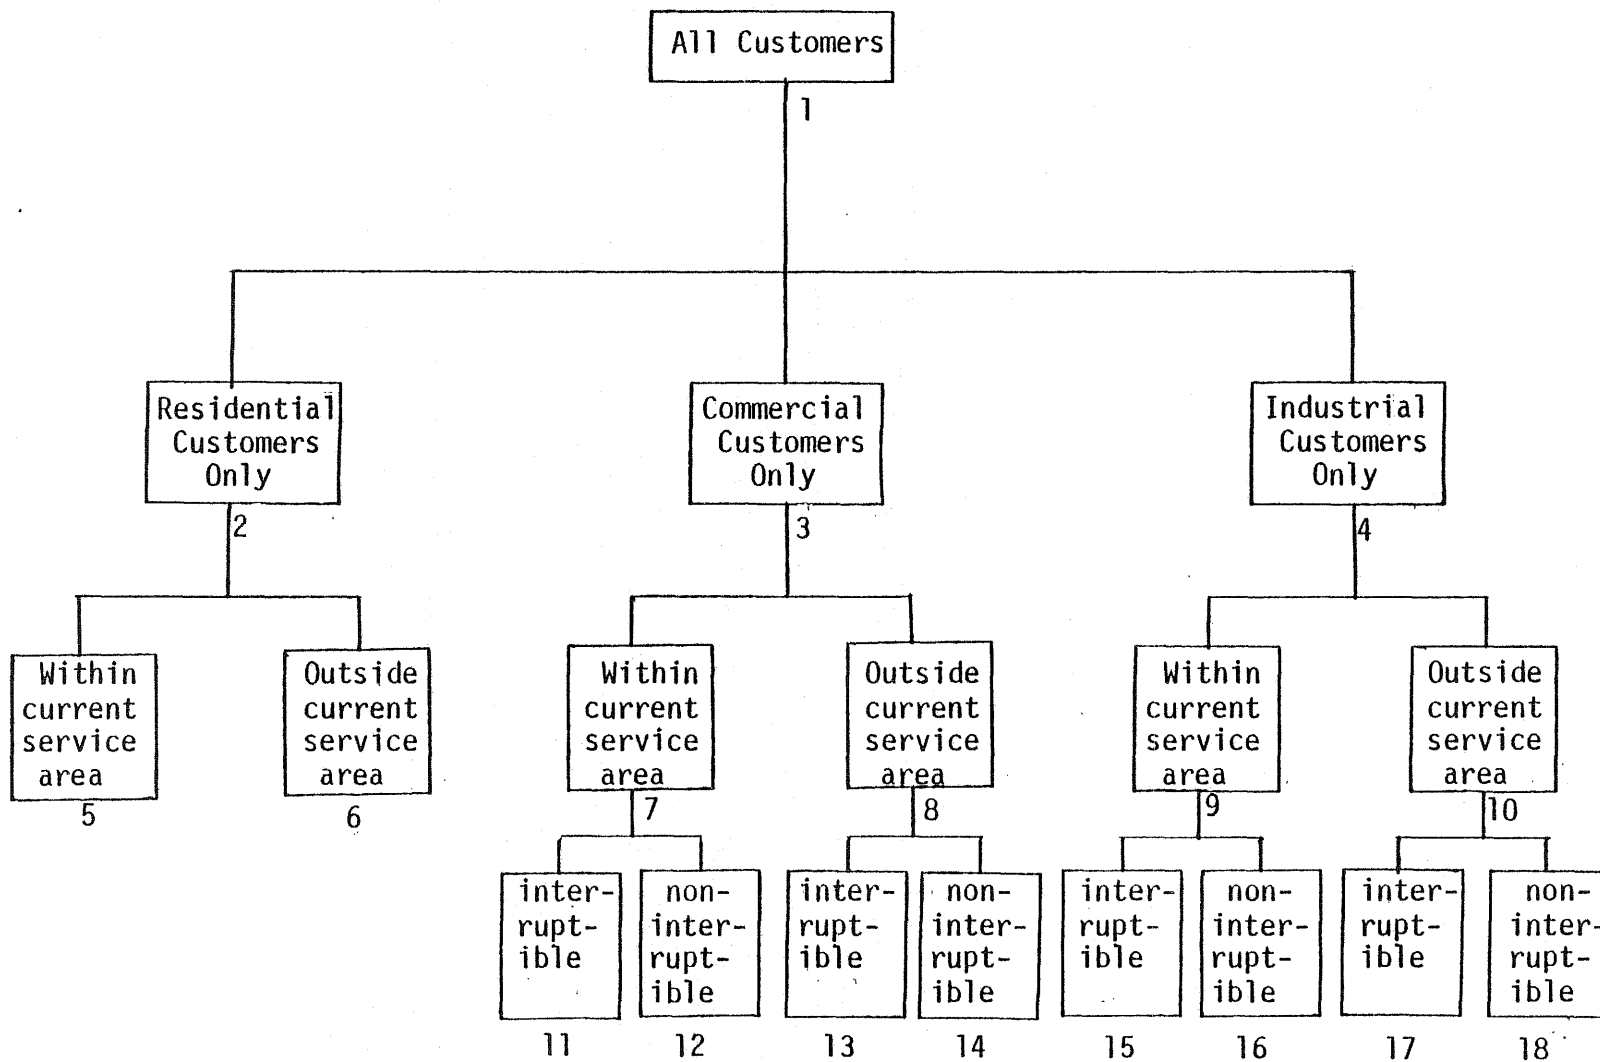 All Customers
1
Residential
Customers
Only
2
Commercial
Customers
Only
3
Industrial
Customers
Only
4
Within
current
service
area
5
Outside
current
service
area
6
Within
current
service
area
7
Outside
current
service
area
8
Within
current
service
area
9
Outside
current
service
area
10
inter-
rupt-
ible
11
non-
inter-
rupt-
ible
12
inter-
rupt-
ible
13
non-
inter-
rupt-
ible
14
inter-
rupt-
ible
15
non-
inter-
rupt-
ible
16
inter-
rupt-
ible
17
non-
inter-
rupt-
ible
18